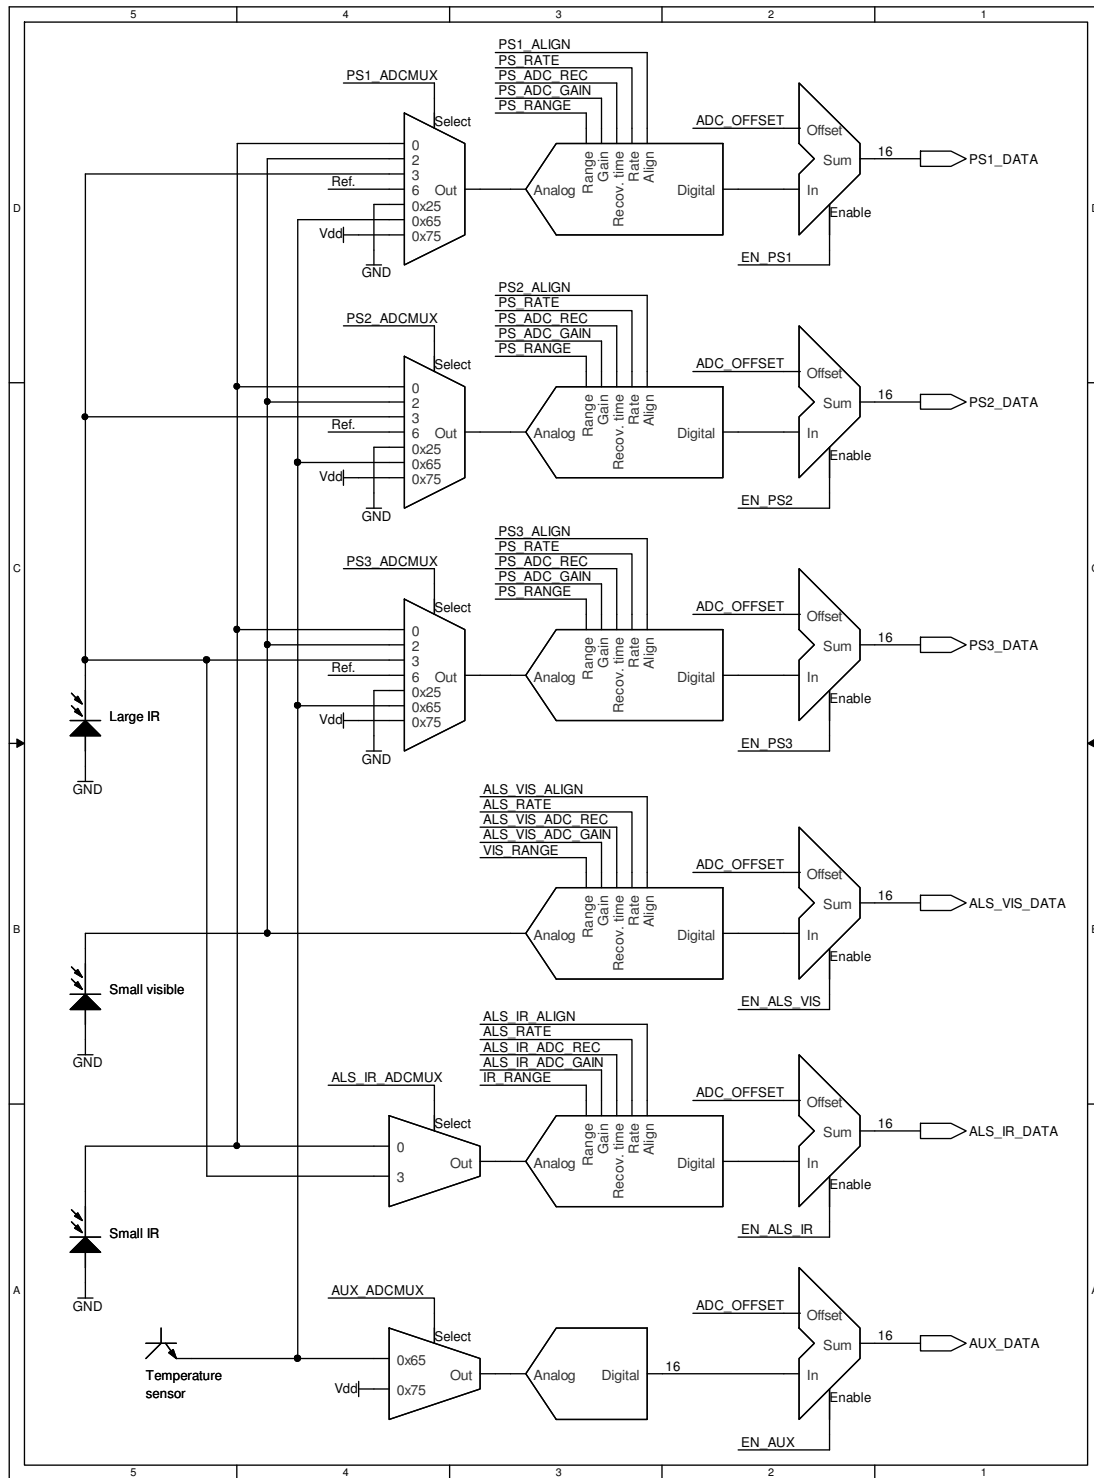 5 4 3 2 1
PS1_ALIGN
PS_RATE
PS_ADC_REC
PS_ADC_GAIN
PS_RANGE
PS1_ADCMUX
Select
0
2
3
Ref.
6
Out
0x25
0x65
Vdd
0x75
GND
Analog
Range
Gain
Recov. time
Rate
Align
Digital
ADC_OFFSET
Offset
Sum
In
Enable
EN_PS1
16
PS1_DATA
D D
PS2_ALIGN
PS_RATE
PS_ADC_REC
PS_ADC_GAIN
PS_RANGE
PS2_ADCMUX
Select
0
2
3
Ref.
6
Out
0x25
0x65
Vdd
0x75
GND
Analog
Range
Gain
Recov. time
Rate
Align
Digital
ADC_OFFSET
Offset
Sum
In
Enable
EN_PS2
16
PS2_DATA
PS3_ALIGN
PS_RATE
PS_ADC_REC
PS_ADC_GAIN
PS_RANGE
C C
PS3_ADCMUX
Select
0
2
3
Ref.
6
Out
0x25
0x65
Vdd
0x75
GND
Analog
Range
Gain
Recov. time
Rate
Align
Digital
ADC_OFFSET
Offset
Sum
In
Enable
EN_PS3
16
PS3_DATA
Large IR
GND
ALS_VIS_ALIGN
ALS_RATE
ALS_VIS_ADC_REC
ALS_VIS_ADC_GAIN
VIS_RANGE
Analog
Range
Gain
Recov. time
Rate
Align
Digital
ADC_OFFSET
Offset
Sum
In
Enable
EN_ALS_VIS
16
ALS_VIS_DATA
B B
Small visible
GND
ALS_IR_ALIGN
ALS_RATE
ALS_IR_ADC_REC
ALS_IR_ADC_GAIN
IR_RANGE
ALS_IR_ADCMUX
Select
0
3
Out
Analog
Range
Gain
Recov. time
Rate
Align
Digital
ADC_OFFSET
Offset
Sum
In
Enable
EN_ALS_IR
16
ALS_IR_DATA
Small IR
GND
A A
AUX_ADCMUX
Select
0x65
Vdd
0x75
Out
Analog
Digital
16
ADC_OFFSET
Offset
Sum
In
Enable
EN_AUX
16
AUX_DATA
Temperature
sensor
5 4 3 2 1